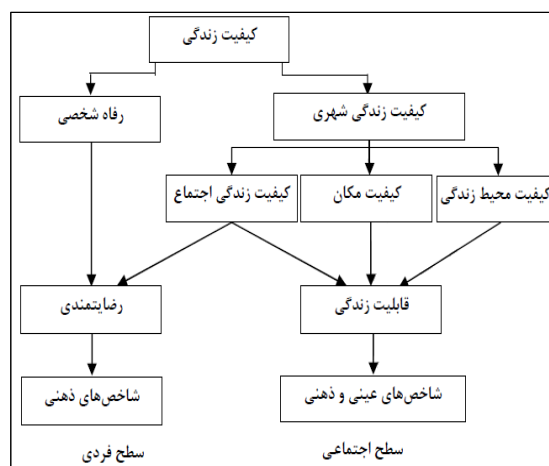 کیفیت زندگی
کیفیت زندگی شهری
رفاه شخصی
کیفیت محیط زندگی
کیفیت مکان
کیفیت زندگی اجتماع
قابلیت زندگی
رضایتمندی
شاخص‌های عینی و ذهنی
شاخص‌های ذهنی
سطح اجتماعی
سطح فردی